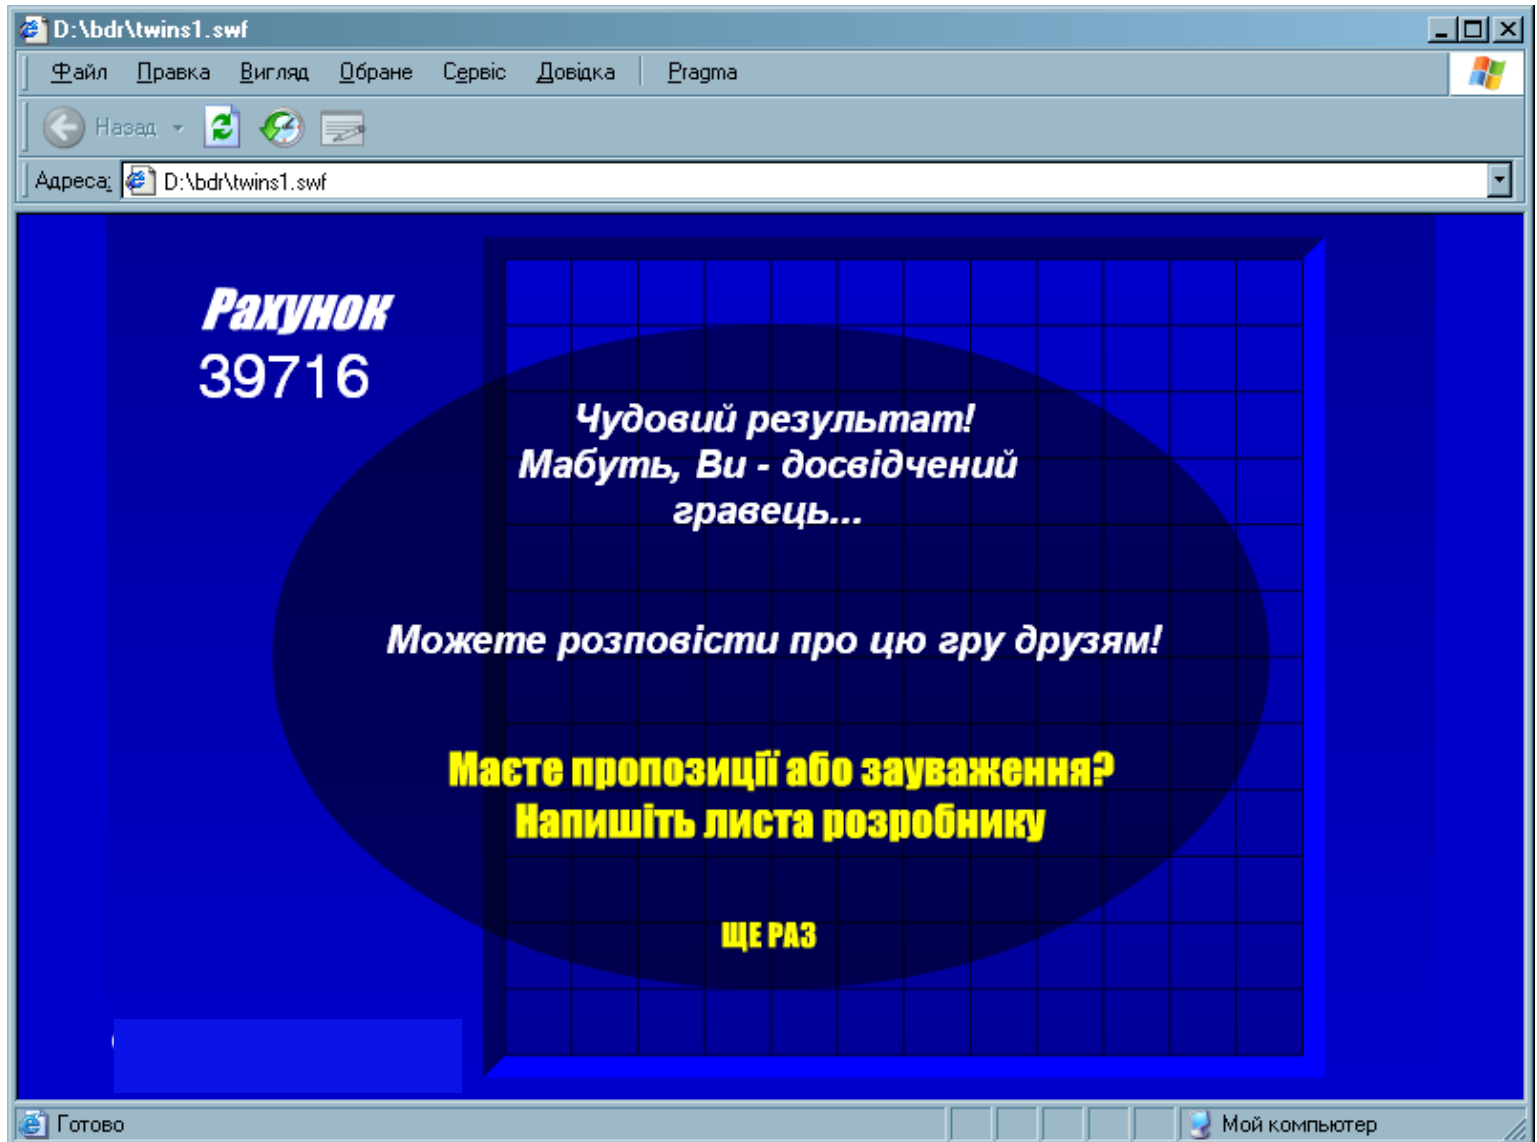 D:\bdr\twins1.swf
Файл Правка Вигляд Обране Сервіс Довідка Pragma
Назад
Адреса: D:\bdr\twins1.swf
Рахунок
39716
Чудовий результат!
Мабуть, Ви - досвідчений
гравець...
Можете розповісти про цю гру друзям!
Маєте пропозиції або зауваження?
Напишіть листа розробнику
ЩЕ РАЗ
Готово Мой компьютер